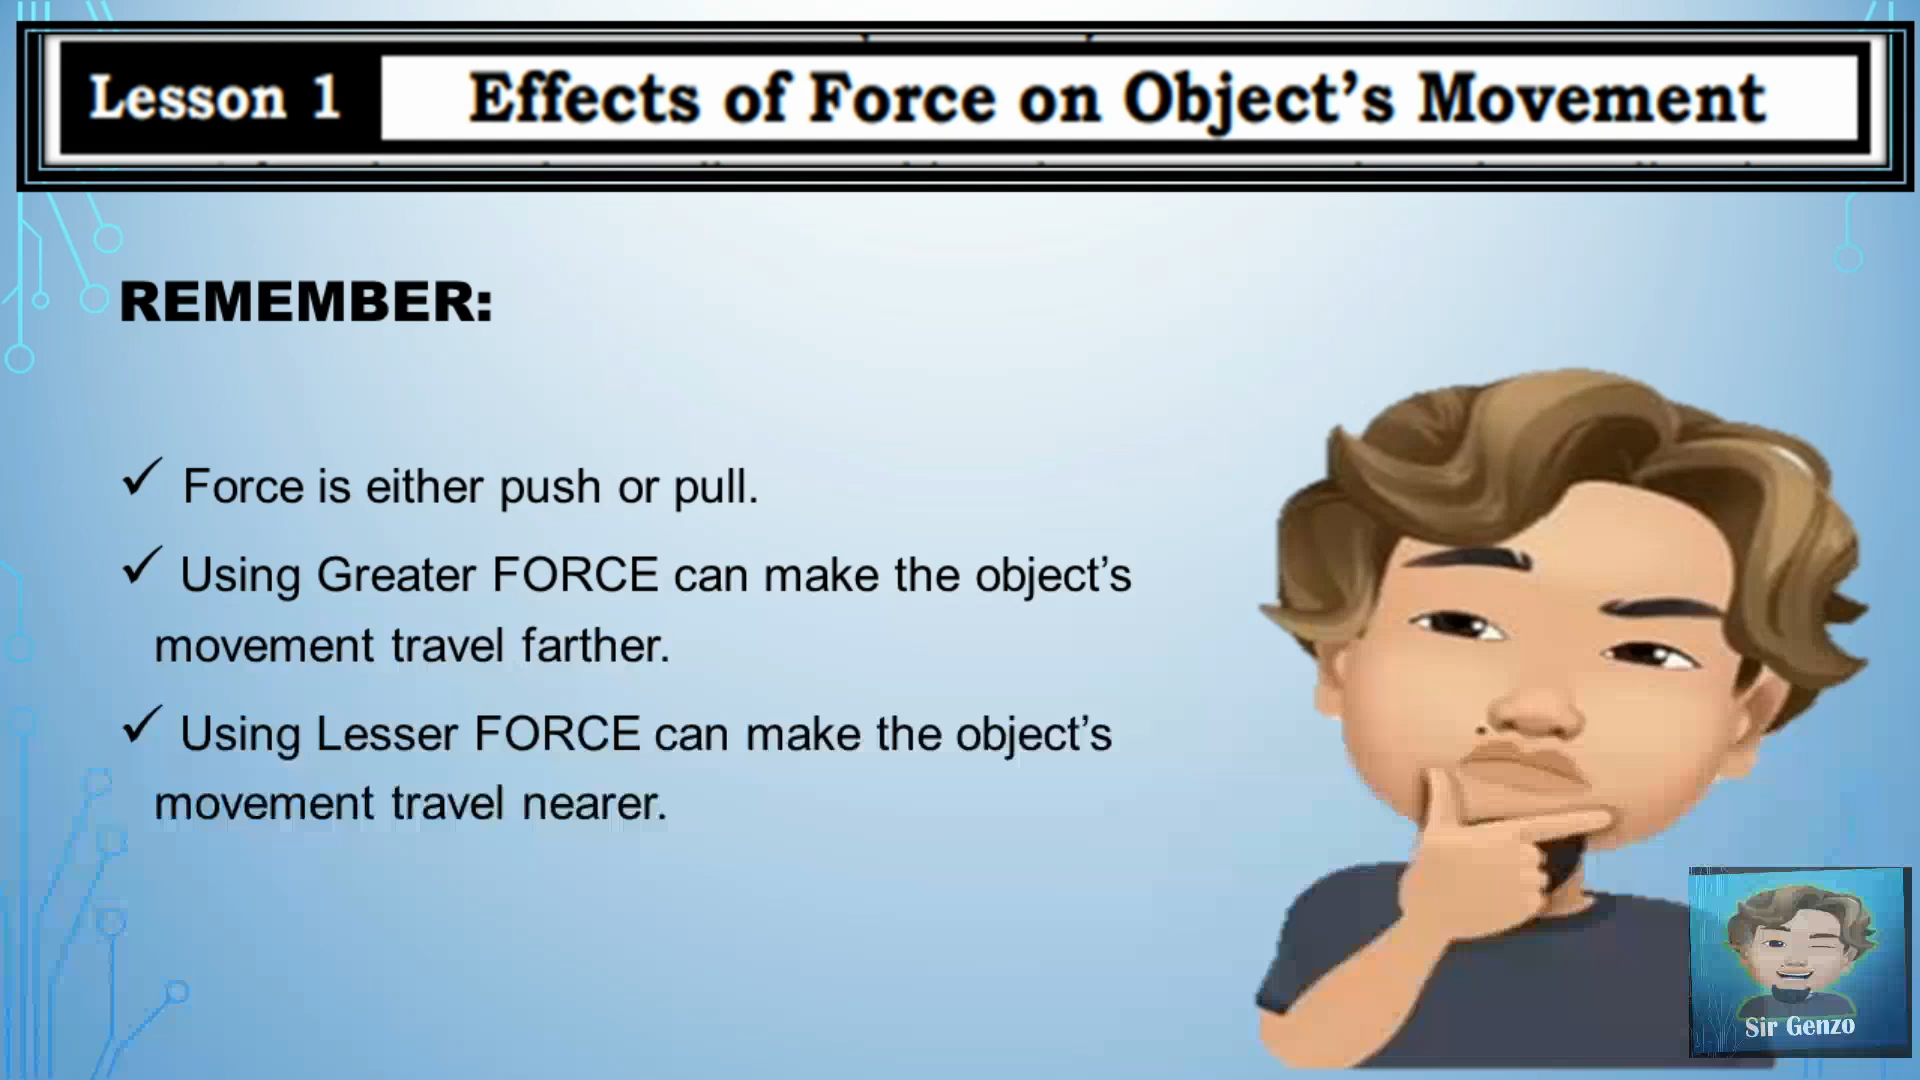 Lesson 1
Effects of Force on Object’s Movement
REMEMBER:
✓ Force is either push or pull.
✓ Using Greater FORCE can make the object’s
movement travel farther.
✓ Using Lesser FORCE can make the object’s
movement travel nearer.
Sir Genzo